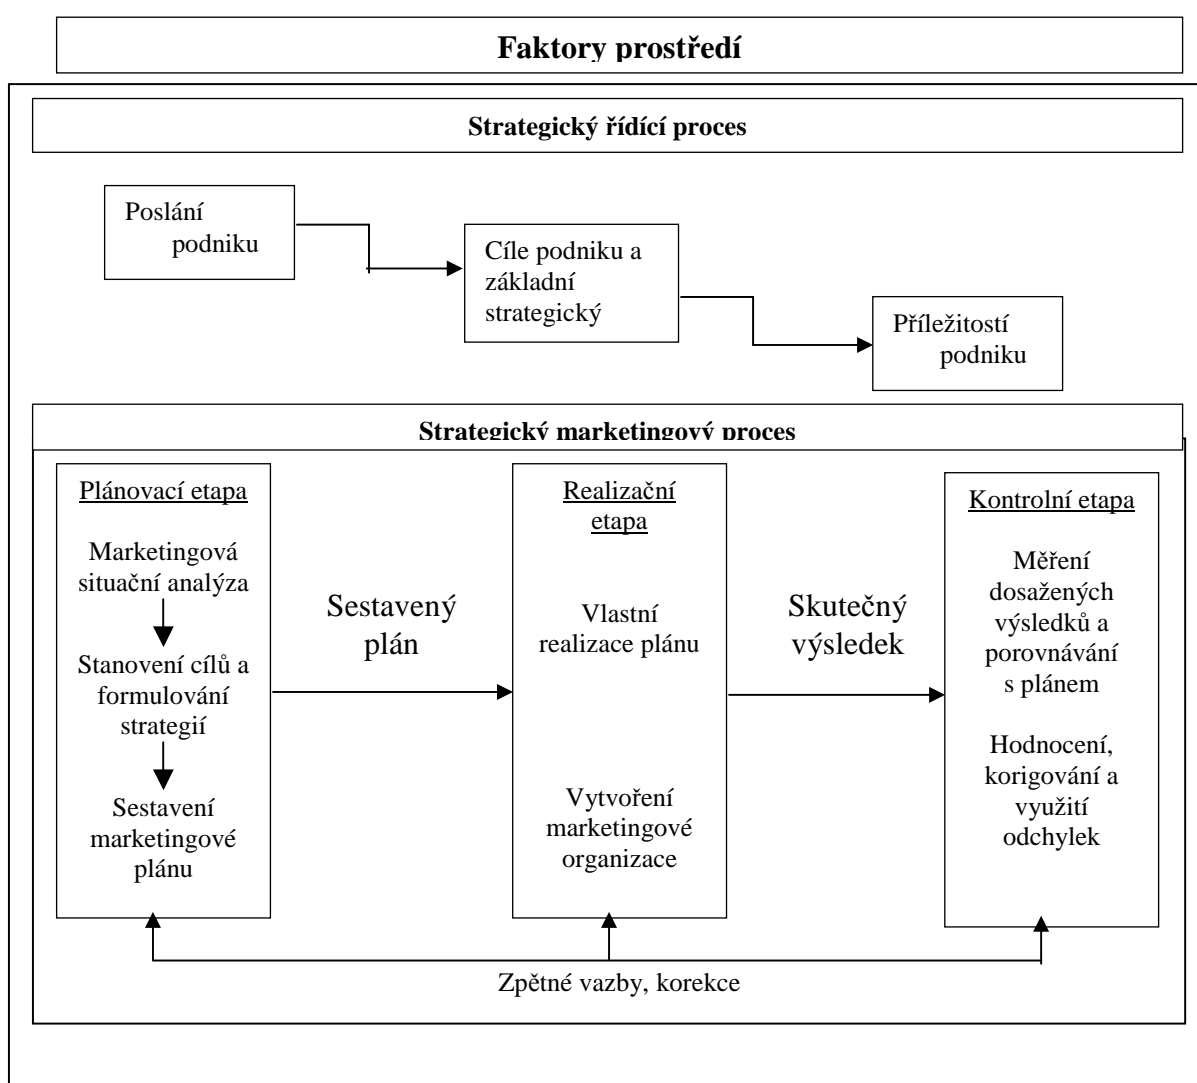 Faktory prostředí
Strategický řídící proces
Poslání
podniku
Cíle podniku a
základní
strategický
Příležitostí
podniku
Strategický marketingový proces
Plánovací etapa
Marketingová
situační analýza
Stanovení cílů a
formulování
strategií
Sestavení
marketingové
plánu
Sestavený
plán
Realizační
etapa
Vlastní
realizace plánu
Vytvoření
marketingové
organizace
Skutečný
výsledek
Kontrolní etapa
Měření
dosažených
výsledků a
porovnávání
s plánem
Hodnocení,
korigování a
využití
odchylek
Zpětné vazby, korekce